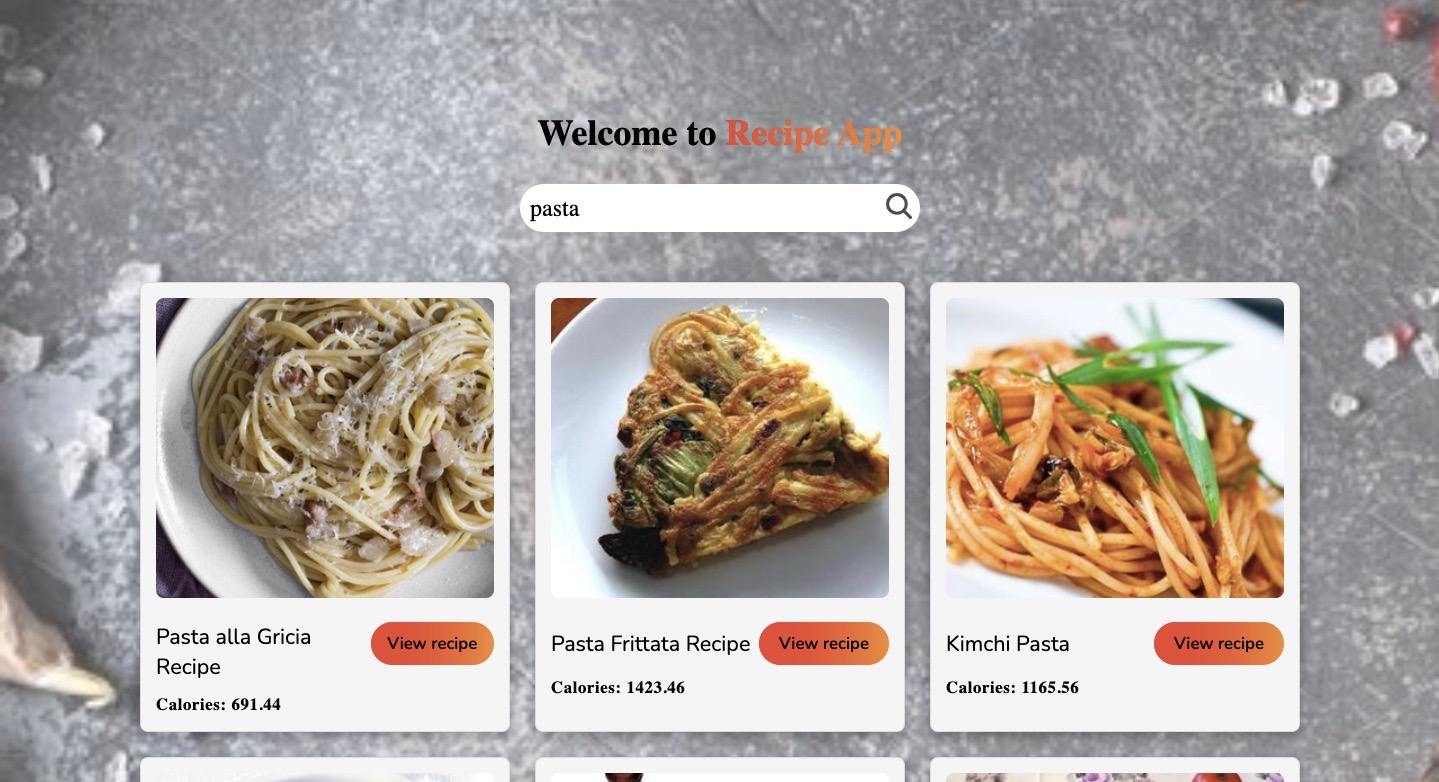 Welcome to Recipe App
pasta
Pasta alla Gricia
Recipe
View recipe
Calories: 691.44
Pasta Frittata Recipe
View recipe
Calories: 1423.46
Kimchi Pasta
View recipe
Calories: 1165.56